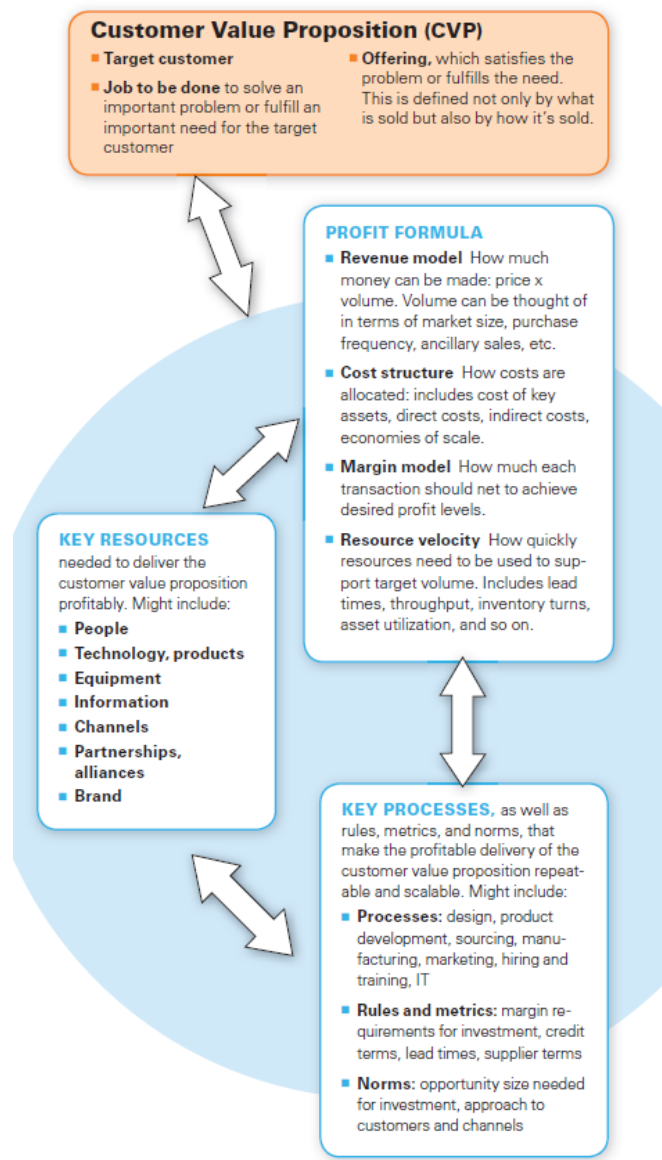 Customer Value Proposition (CVP)
■ Target customer
■ Job to be done to solve an
important problem or fulfill an
important need for the target
customer
■ Offering, which satisfies the
problem or fulfills the need.
This is defined not only by what
is sold but also by how it's sold.
PROFIT FORMULA
■ Revenue model How much
money can be made: price x
volume. Volume can be thought of
in terms of market size, purchase
frequency, ancillary sales, etc.
■ Cost structure How costs are
allocated: includes cost of key
assets, direct costs, indirect costs,
economies of scale.
■ Margin model How much each
transaction should net to achieve
desired profit levels.
■ Resource velocity How quickly
resources need to be used to sup-
port target volume. Includes lead
times, throughput, inventory turns,
asset utilization, and so on.
KEY RESOURCES
needed to deliver the
customer value proposition
profitably. Might include:
■ People
■ Technology, products
■ Equipment
■ Information
■ Channels
■ Partnerships,
alliances
■ Brand
KEY PROCESSES, as well as
rules, metrics, and norms, that
make the profitable delivery of the
customer value proposition repeat-
able and scalable. Might include:
■ Processes: design, product
development, sourcing, manu-
facturing, marketing, hiring and
training, IT
■ Rules and metrics: margin re-
quirements for investment, credit
terms, lead times, supplier terms
■ Norms: opportunity size needed
for investment, approach to
customers and channels